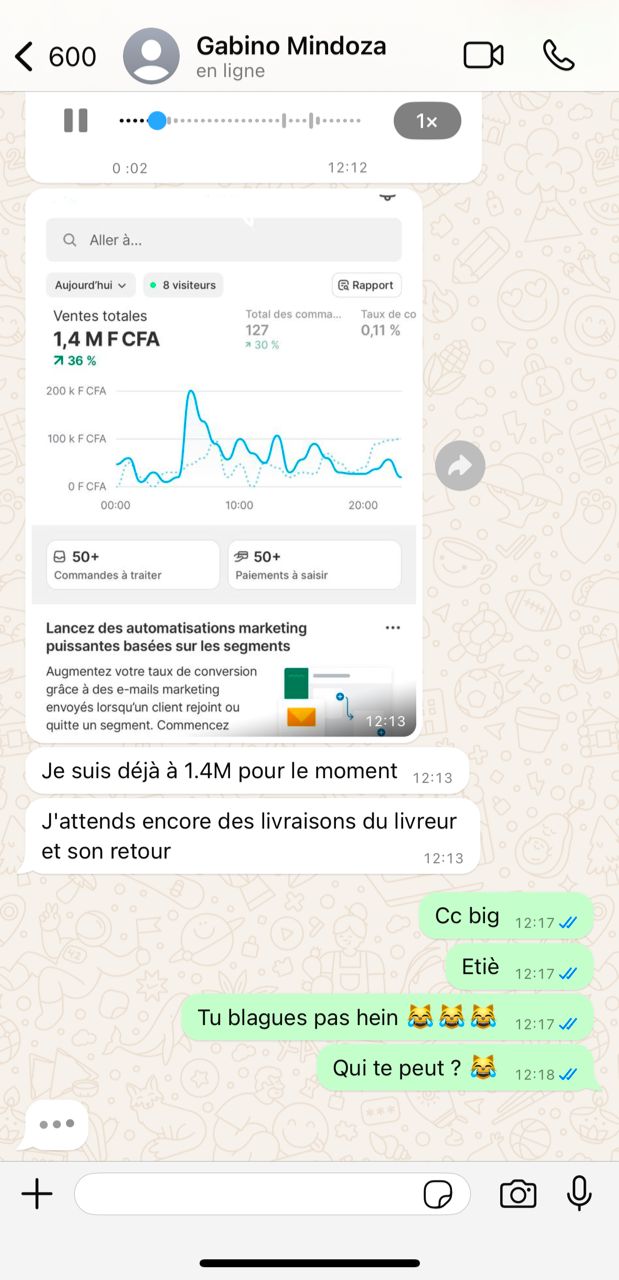 600
Gabino Mindoza
en ligne
1×
0 :02
12:12
Aller à...
Aujourd'hui
8 visiteurs
Rapport
Ventes totales
1,4 M F CFA
36 %
Total des comma...
127
30 %
Taux de co
0,11 %
200 k F CFA
100 k F CFA
0 F CFA
00:00
10:00
20:00
50+
Commandes à traiter
50+
Paiements à saisir
Lancez des automatisations marketing
puissantes basées sur les segments
Augmentez votre taux de conversion
grâce à des e-mails marketing
envoyés lorsqu'un client rejoint ou
quitte un segment. Commencez
12:13
Je suis déjà à 1.4M pour le moment
12:13
J'attends encore des livraisons du livreur
et son retour
12:13
Cc big
12:17
Etiè
12:17
Tu blagues pas hein 😹😹😹
12:17
Qui te peut ? 😹
12:18